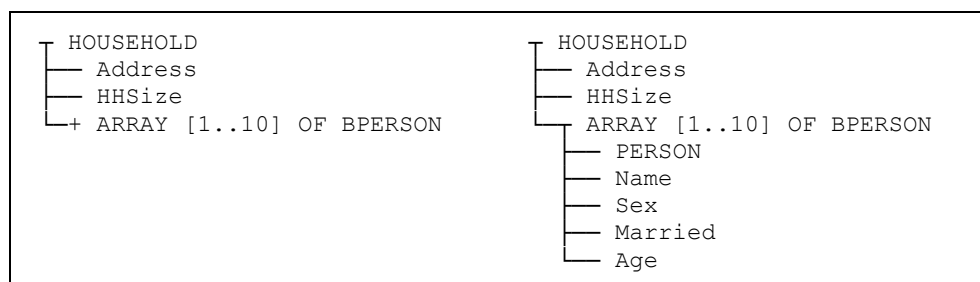 HOUSEHOLD
Address
HHSize
+ ARRAY [1..10] OF BPERSON
HOUSEHOLD
Address
HHSize
ARRAY [1..10] OF BPERSON
PERSON
Name
Sex
Married
Age